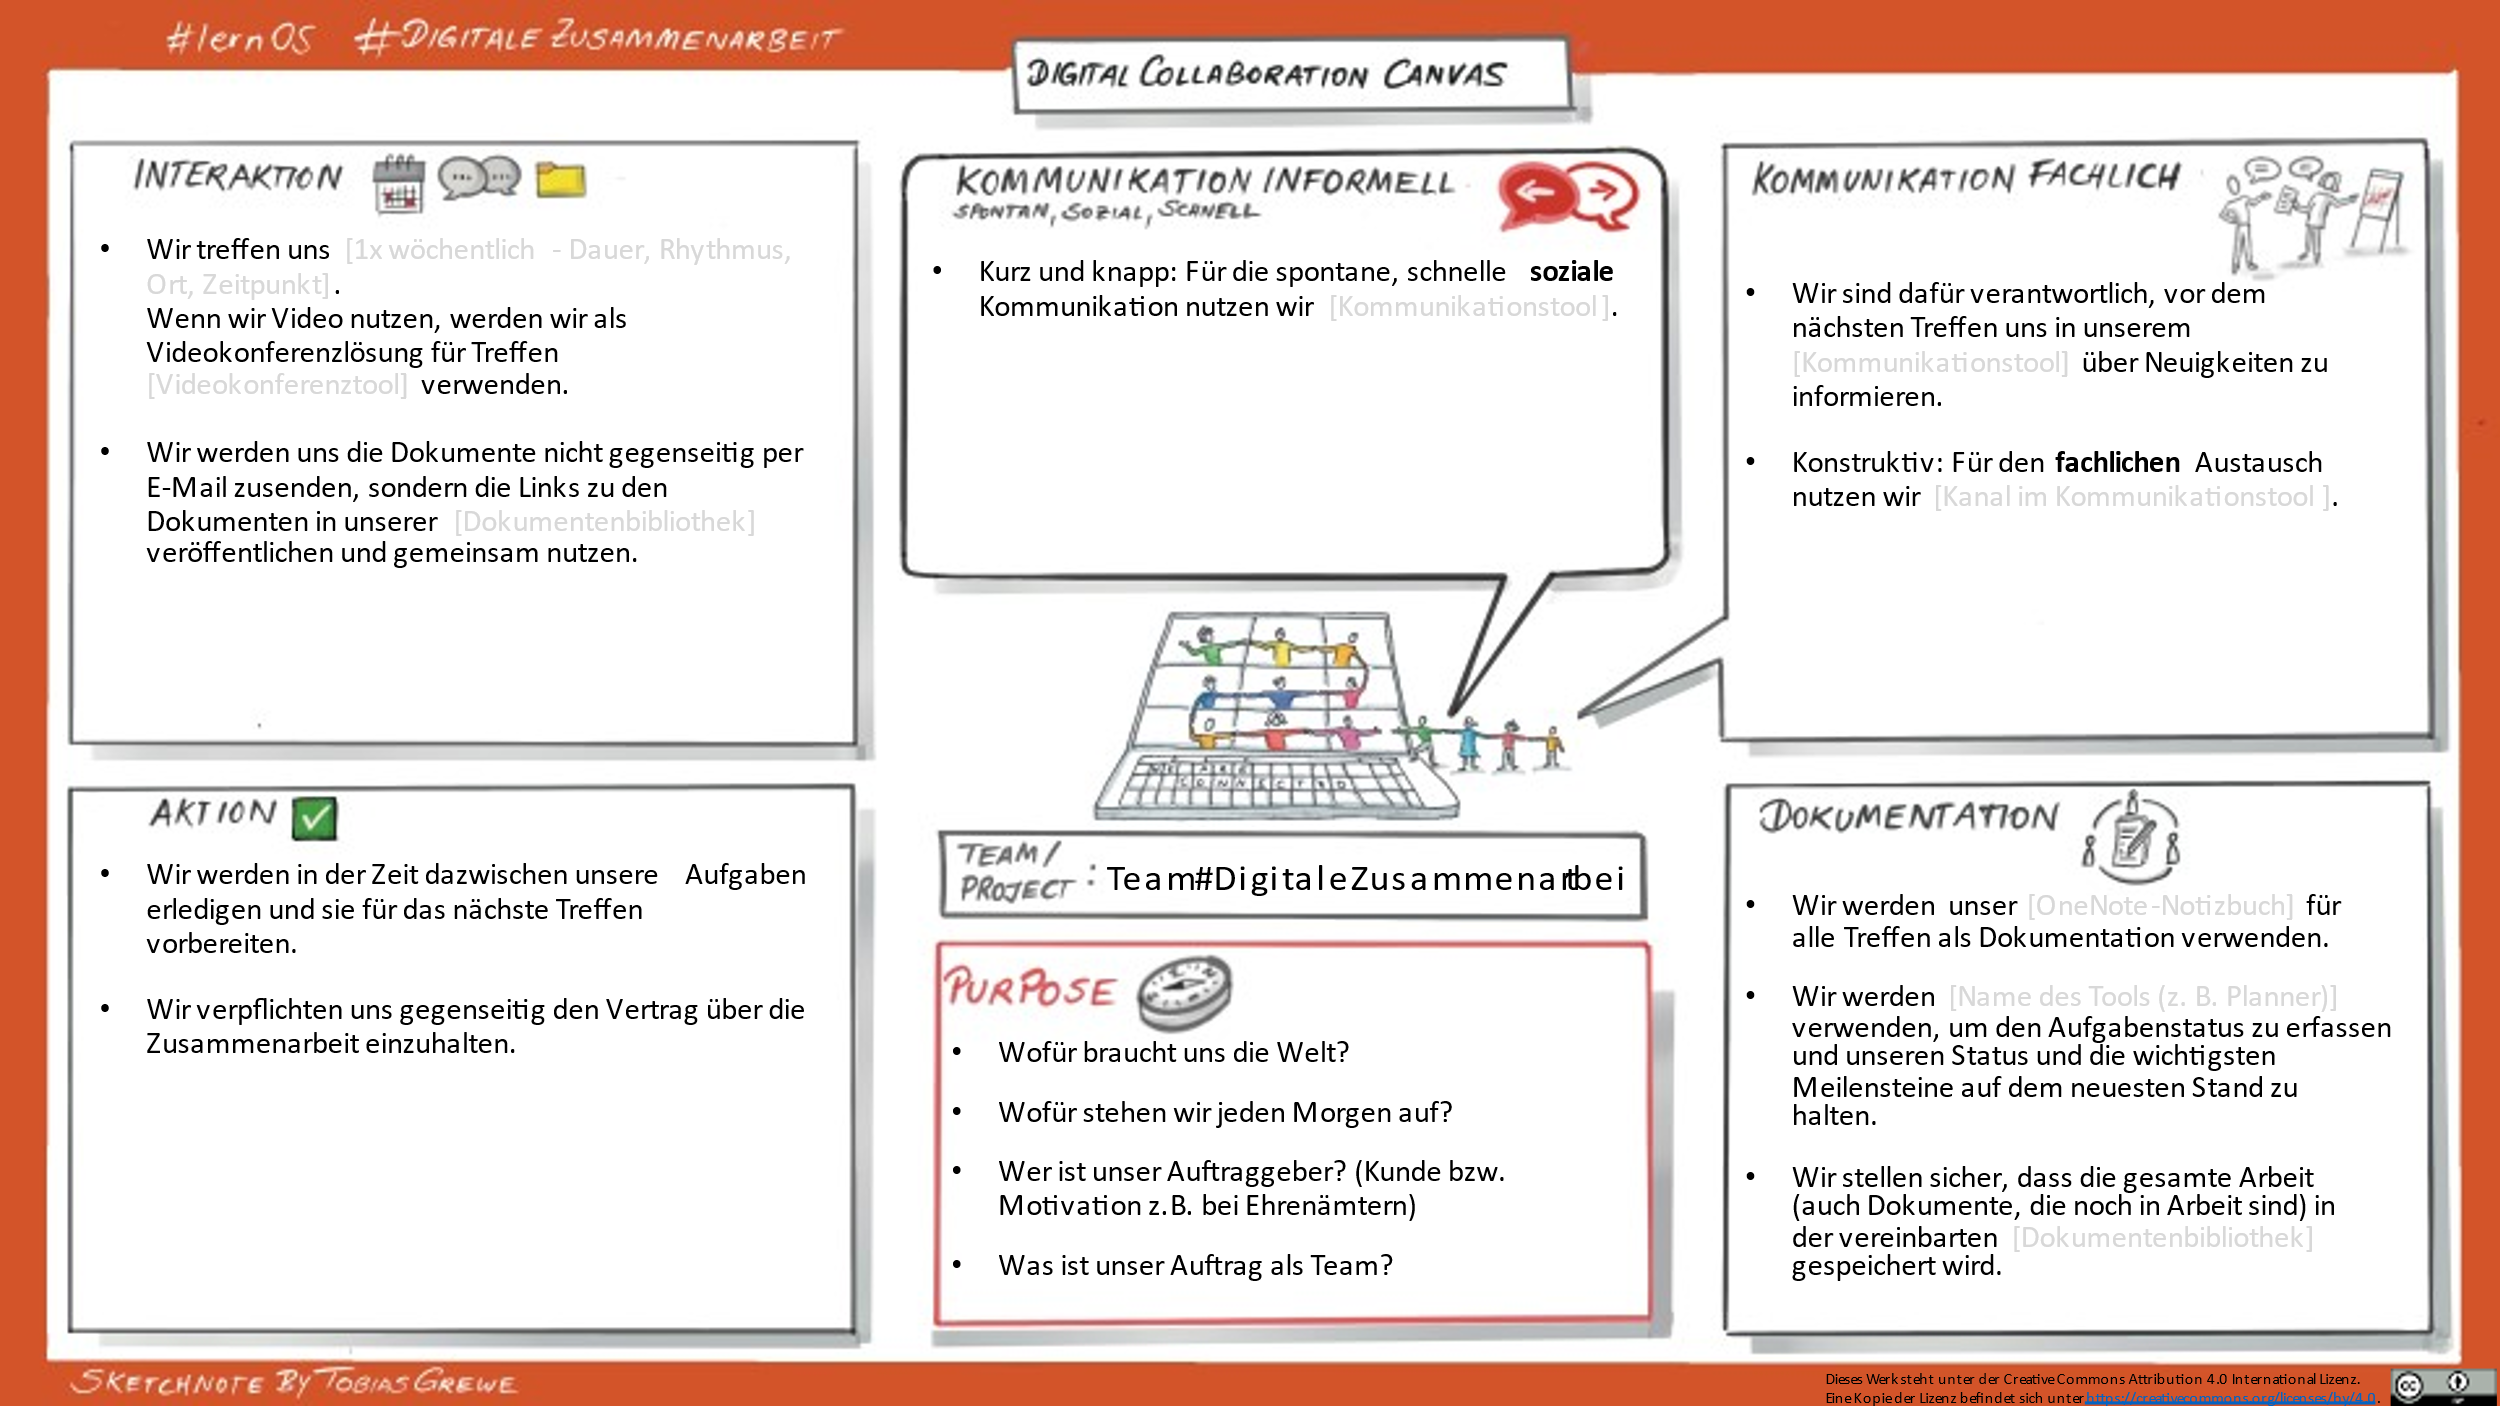 #lernOS #DIGITALE ZUSAMMENARBEIT
DIGITAL COLLABORATION CANVAS
INTERAKTION
• Wir treffen uns [1x wöchentlich - Dauer, Rhythmus,
Ort, Zeitpunkt].
Wenn wir Video nutzen, werden wir als
Videokonferenzlösung für Treffen
[Videokonferenztool] verwenden.
• Wir werden uns die Dokumente nicht gegenseitig per
E-Mail zusenden, sondern die Links zu den
Dokumenten in unserer [Dokumentenbibliothek]
veröffentlichen und gemeinsam nutzen.
KOMMUNIKATION INFORMELL
SPONTAN, SOZIAL, SCHNELL
• Kurz und knapp: Für die spontane, schnelle soziale
Kommunikation nutzen wir [Kommunikationstool].
KOMMUNIKATION FACHLICH
• Wir sind dafür verantwortlich, vor dem
nächsten Treffen uns in unserem
[Kommunikationstool] über Neuigkeiten zu
informieren.
• Konstruktiv: Für den fachlichen Austausch
nutzen wir [Kanal im Kommunikationstool].
AKTION
• Wir werden in der Zeit dazwischen unsere Aufgaben
erledigen und sie für das nächste Treffen
vorbereiten.
• Wir verpflichten uns gegenseitig den Vertrag über die
Zusammenarbeit einzuhalten.
WE ARE
CONNECTED
TEAM/
PROJECT : Team#DigitaleZusammenarbeit
PURPOSE
• Wofür braucht uns die Welt?
• Wofür stehen wir jeden Morgen auf?
• Wer ist unser Auftraggeber? (Kunde bzw.
Motivation z.B. bei Ehrenämtern)
• Was ist unser Auftrag als Team?
DOKUMENTATION
• Wir werden unser [OneNote-Notizbuch] für
alle Treffen als Dokumentation verwenden.
• Wir werden [Name des Tools (z. B. Planner)]
verwenden, um den Aufgabenstatus zu erfassen
und unseren Status und die wichtigsten
Meilensteine auf dem neuesten Stand zu
halten.
• Wir stellen sicher, dass die gesamte Arbeit
(auch Dokumente, die noch in Arbeit sind) in
der vereinbarten [Dokumentenbibliothek]
gespeichert wird.
SKETCHNOTE BY TOBIAS GREWE
Dieses Werk steht unter der Creative Commons Attribution 4.0 International Lizenz.
Eine Kopie der Lizenz befindet sich unter https://creativecommons.org/licenses/by/4.0.